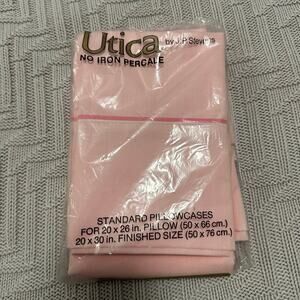 Utica by J.P. Stevens
NO IRON PERCALE
STANDARD PILLOWCASES
FOR 20 x 26 in. PILLOW (50 x 66 cm.)
20 x 30 in. FINISHED SIZE (50 x 76 cm.)